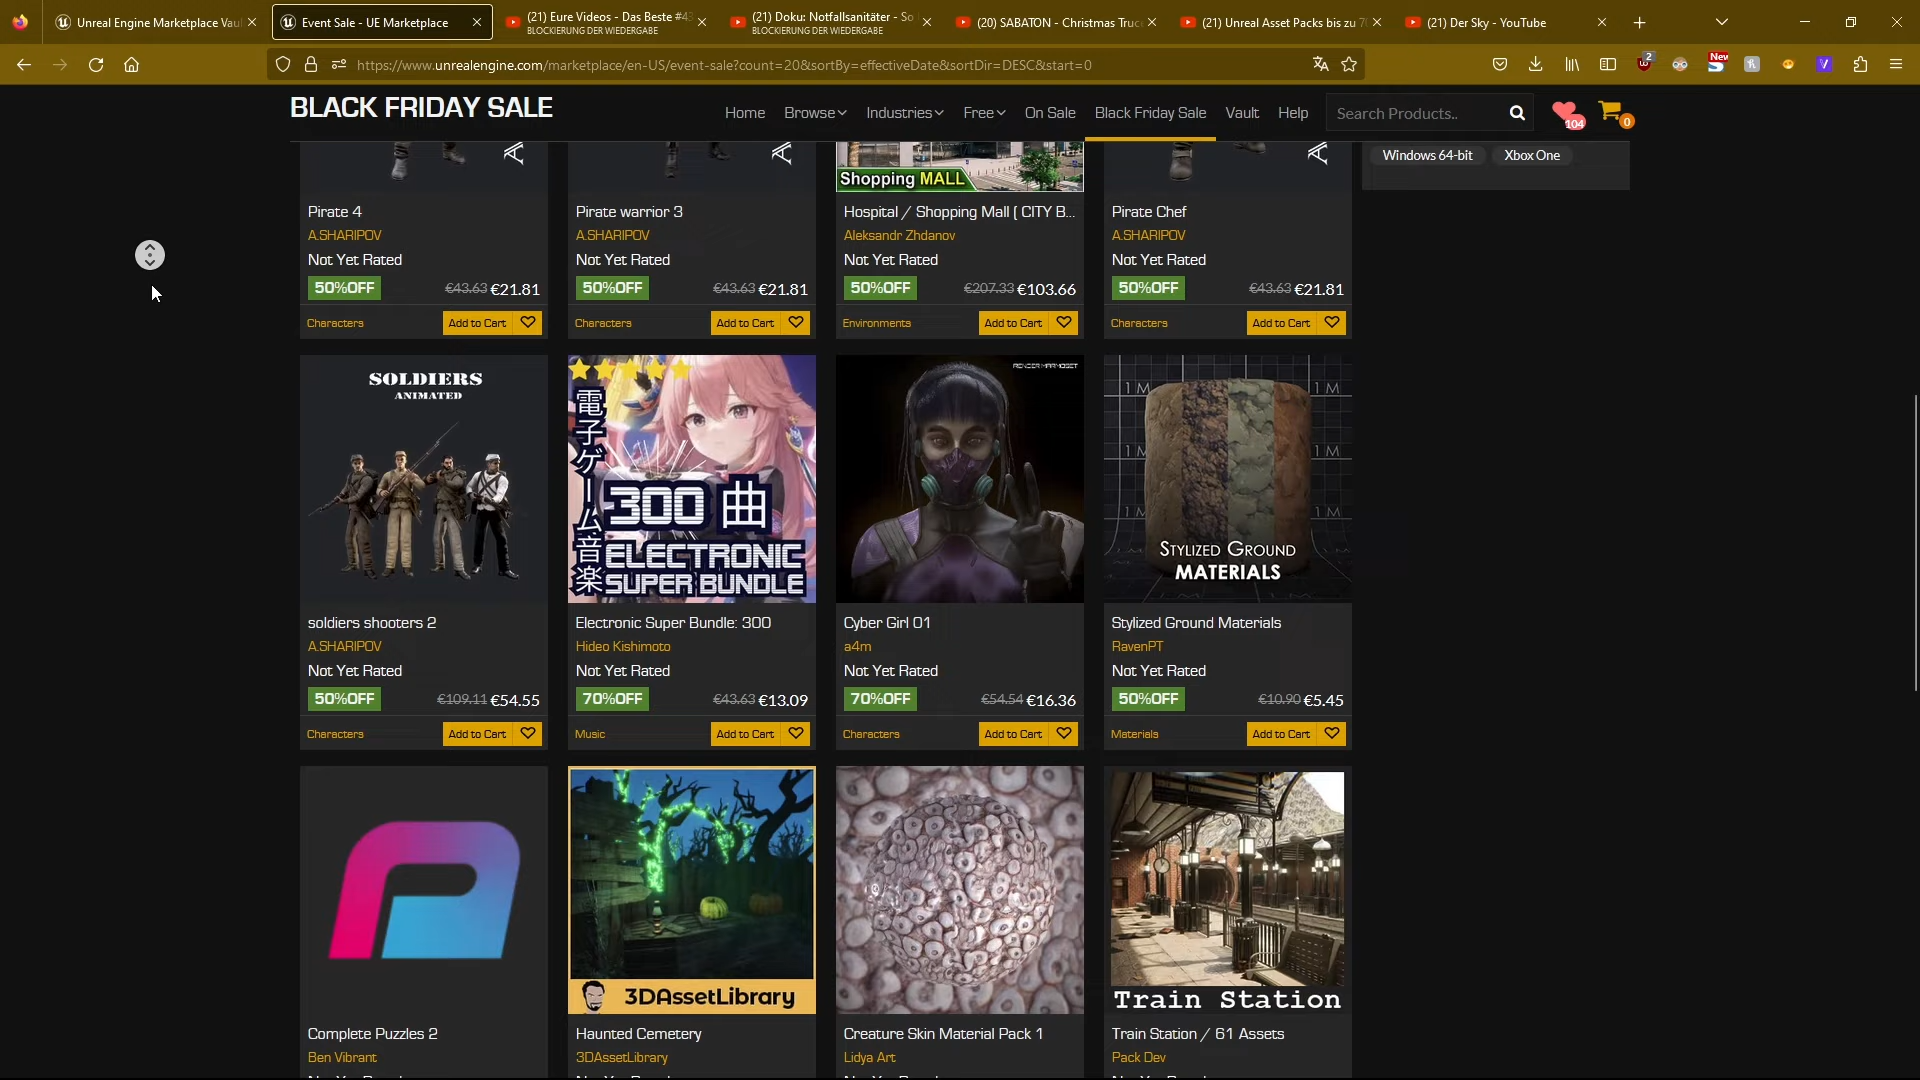 Unreal Engine Marketplace Vau
Event Sale - UE Marketplace
(21) Eure Videos - Das Beste #43
BLOCKIERUNG DER WIEDERGABE
(21) Doku: Notfallsanitäter - So
BLOCKIERUNG DER WIEDERGABE
(20) SABATON - Christmas Truc
(21) Unreal Asset Packs bis zu 70
(21) Der Sky - YouTube
https://www.unrealengine.com/marketplace/en-US/event-sale?count=20&sortBy=effectiveDate&sortDir=DESC&start=0
2
New
BLACK FRIDAY SALE
Home
Browse
Industries
Free
On Sale
Black Friday Sale
Vault
Help
Search Products..
104
0
Shopping MALL
Windows 64-bit
Xbox One
Pirate 4
A.SHARIPOV
Not Yet Rated
50%OFF
€43.63 €21.81
Characters
Add to Cart
Pirate warrior 3
A.SHARIPOV
Not Yet Rated
50%OFF
€43.63 €21.81
Characters
Add to Cart
Hospital / Shopping Mall ( CITY B...
Aleksandr Zhdanov
Not Yet Rated
50%OFF
€207.33 €103.66
Environments
Add to Cart
Pirate Chef
A.SHARIPOV
Not Yet Rated
50%OFF
€43.63 €21.81
Characters
Add to Cart
SOLDIERS
ANIMATED
soldiers shooters 2
A.SHARIPOV
Not Yet Rated
50%OFF
€109.11 €54.55
Characters
Add to Cart
電子ゲーム音楽
300 曲
ELECTRONIC
SUPER BUNDLE
Electronic Super Bundle: 300
Hideo Kishimoto
Not Yet Rated
70%OFF
€43.63 €13.09
Music
Add to Cart
RENDER MARMOSET
Cyber Girl 01
a4m
Not Yet Rated
70%OFF
€54.54 €16.36
Characters
Add to Cart
1 M
1 M
1 M
1 M
1 M
1 M
STYLIZED GROUND
MATERIALS
Stylized Ground Materials
RavenPT
Not Yet Rated
50%OFF
€10.90 €5.45
Materials
Add to Cart
Complete Puzzles 2
Ben Vibrant
3DAssetLibrary
Haunted Cemetery
3DAssetLibrary
Creature Skin Material Pack 1
Lidya Art
Train Station
Train Station / 61 Assets
Pack Dev